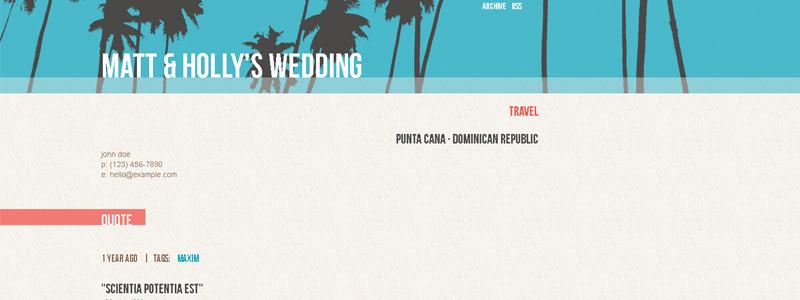 ARCHIVE RSS
MATT & HOLLY'S WEDDING
TRAVEL
PUNTA CANA · DOMINICAN REPUBLIC
john doe
p: (123) 456-7890
e: hello@example.com
QUOTE
1 YEAR AGO | TAGS: MAXIM
"SCIENTIA POTENTIA EST"